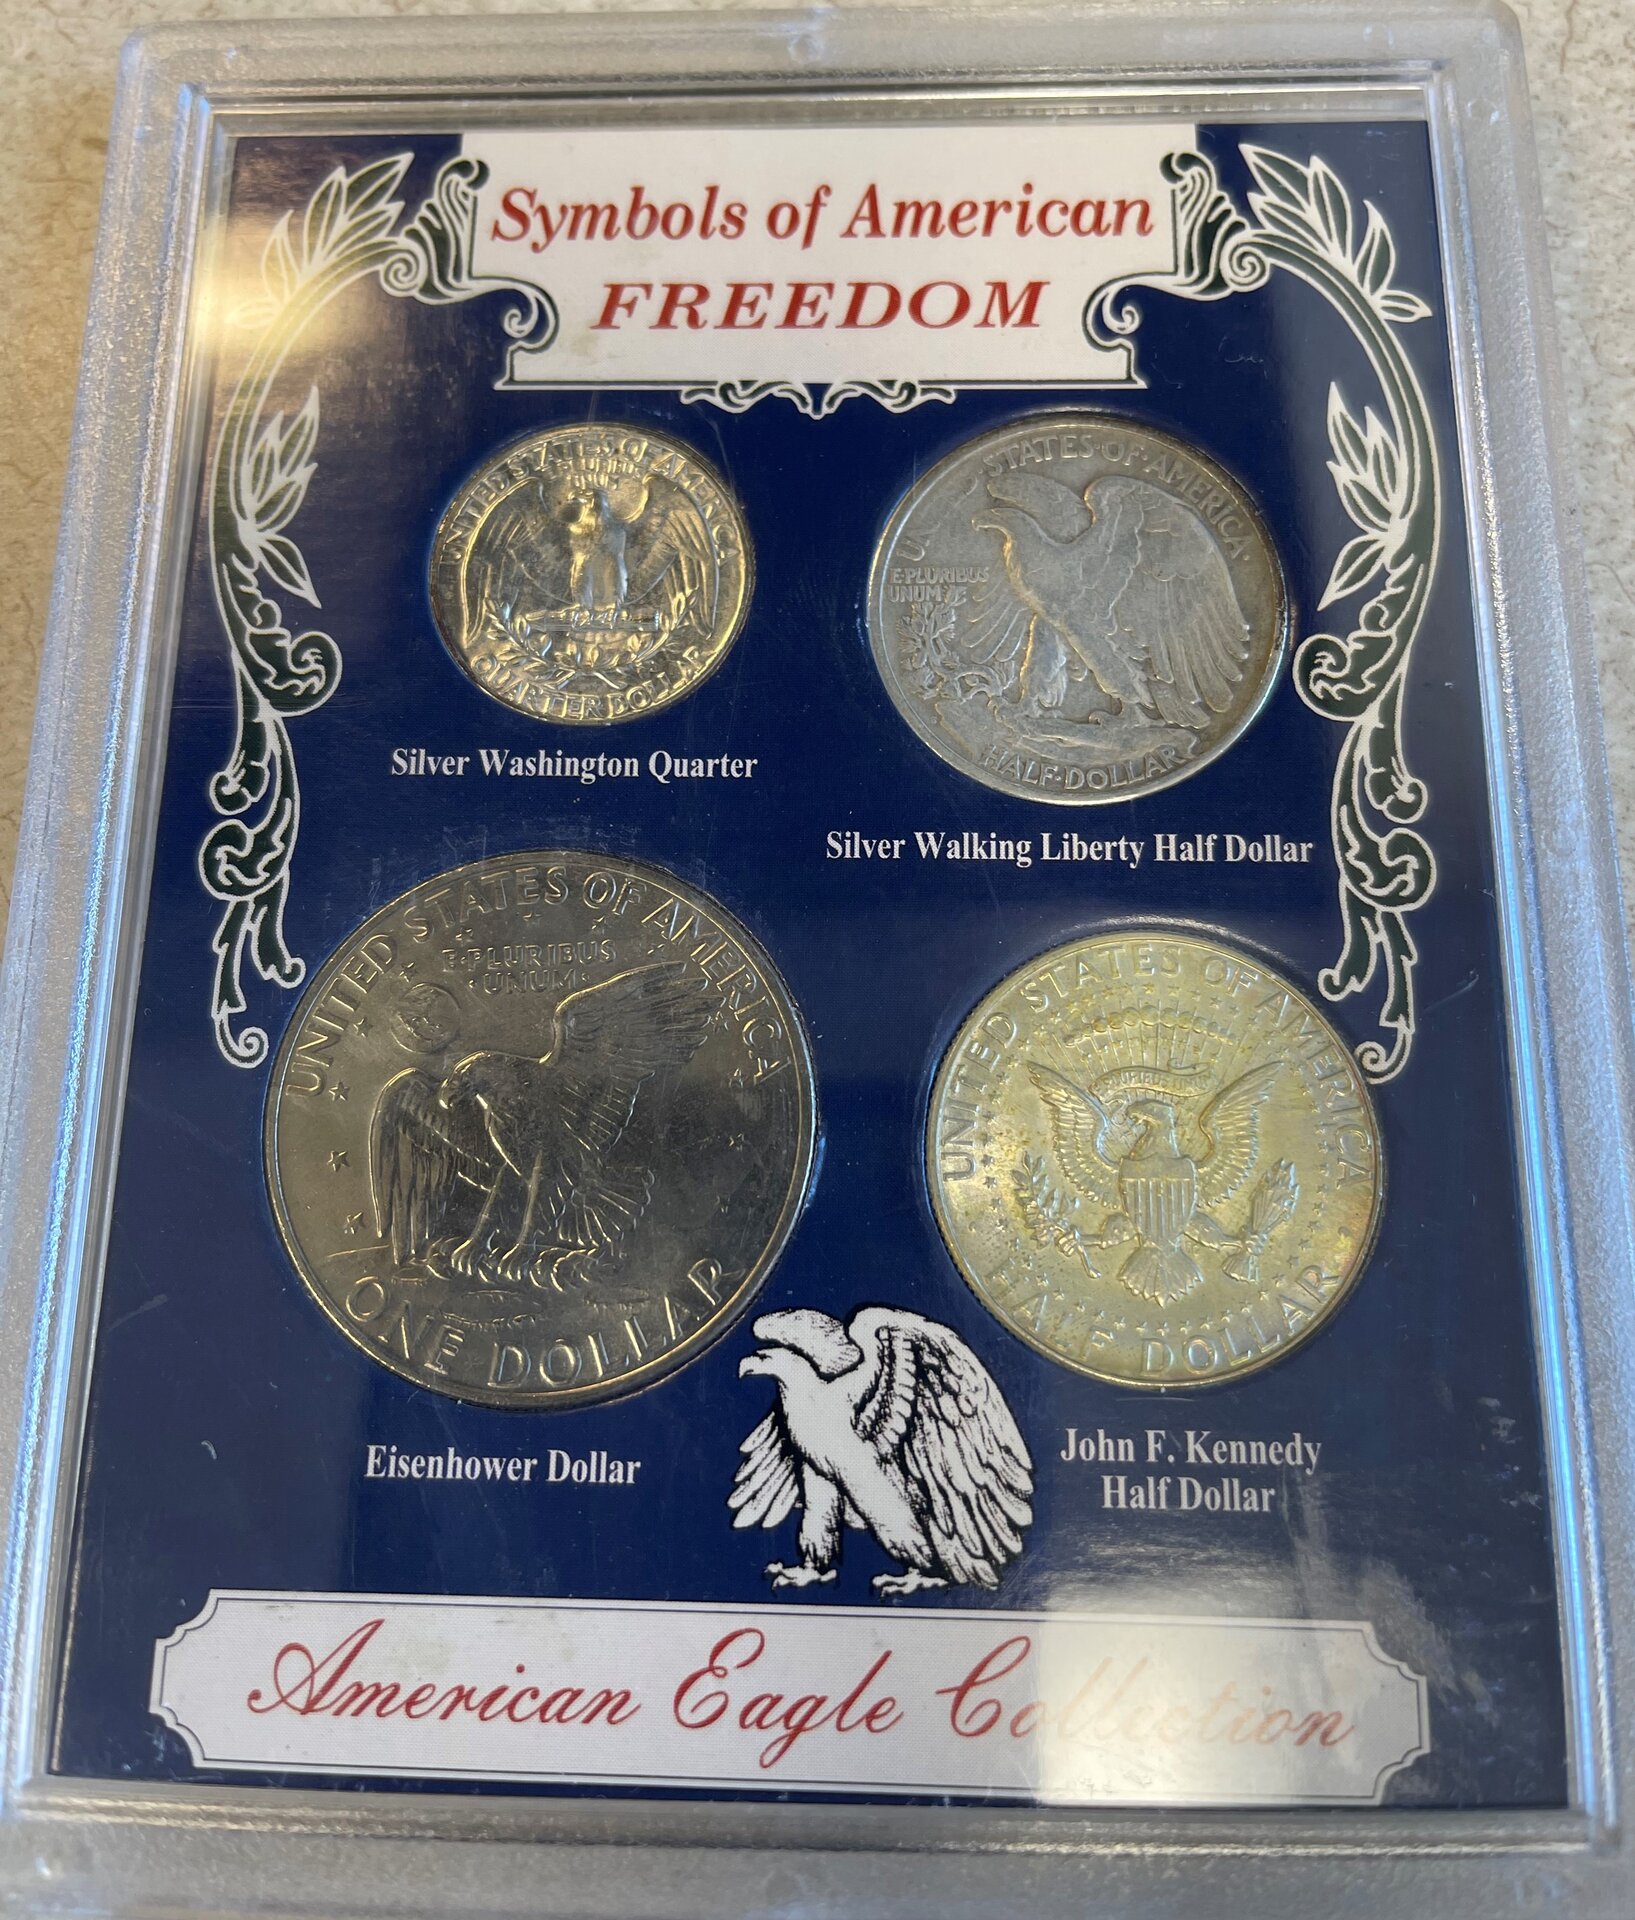 Symbols of American
FREEDOM
UNITED STATES OF AMERICA
E PLURIBUS
UNUM
QUARTER DOLLAR
Silver Washington Quarter
STATES·OF·AMERICA·
E·PLURIBUS
UNUM
HALF·DOLLAR
Silver Walking Liberty Half Dollar
UNITED STATES OF AMERICA
E·PLURIBUS
·UNUM·
ONE DOLLAR
Eisenhower Dollar
UNITED STATES OF AMERICA
E PLURIBUS UNUM
HALF DOLLAR
John F. Kennedy
Half Dollar
American Eagle Collection